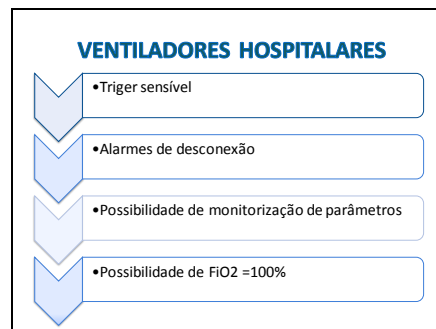 VENTILADORES HOSPITALARES
•Triger sensível
•Alarmes de desconexão
•Possibilidade de monitorização de parâmetros
•Possibilidade de FiO2 =100%